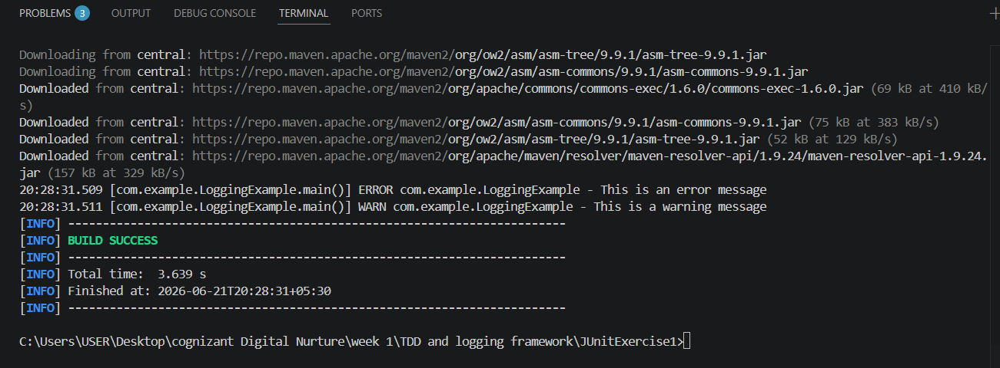 PROBLEMS 3 OUTPUT DEBUG CONSOLE TERMINAL PORTS
Downloading from central: https://repo.maven.apache.org/maven2/org/ow2/asm/asm-tree/9.9.1/asm-tree-9.9.1.jar
Downloading from central: https://repo.maven.apache.org/maven2/org/ow2/asm/asm-commons/9.9.1/asm-commons-9.9.1.jar
Downloaded from central: https://repo.maven.apache.org/maven2/org/apache/commons/commons-exec/1.6.0/commons-exec-1.6.0.jar (69 kB at 410 kB/
s)
Downloaded from central: https://repo.maven.apache.org/maven2/org/ow2/asm/asm-commons/9.9.1/asm-commons-9.9.1.jar (75 kB at 383 kB/s)
Downloaded from central: https://repo.maven.apache.org/maven2/org/ow2/asm/asm-tree/9.9.1/asm-tree-9.9.1.jar (52 kB at 129 kB/s)
Downloaded from central: https://repo.maven.apache.org/maven2/org/apache/maven/resolver/maven-resolver-api/1.9.24/maven-resolver-api-1.9.24.
jar (157 kB at 329 kB/s)
20:28:31.509 [com.example.LoggingExample.main()] ERROR com.example.LoggingExample - This is an error message
20:28:31.511 [com.example.LoggingExample.main()] WARN com.example.LoggingExample - This is a warning message
[INFO] ------------------------------------------------------------------------
[INFO] BUILD SUCCESS
[INFO] ------------------------------------------------------------------------
[INFO] Total time:  3.639 s
[INFO] Finished at: 2026-06-21T20:28:31+05:30
[INFO] ------------------------------------------------------------------------
C:\Users\USER\Desktop\cognizant Digital Nurture\week 1\TDD and logging framework\JUnitExercise1>